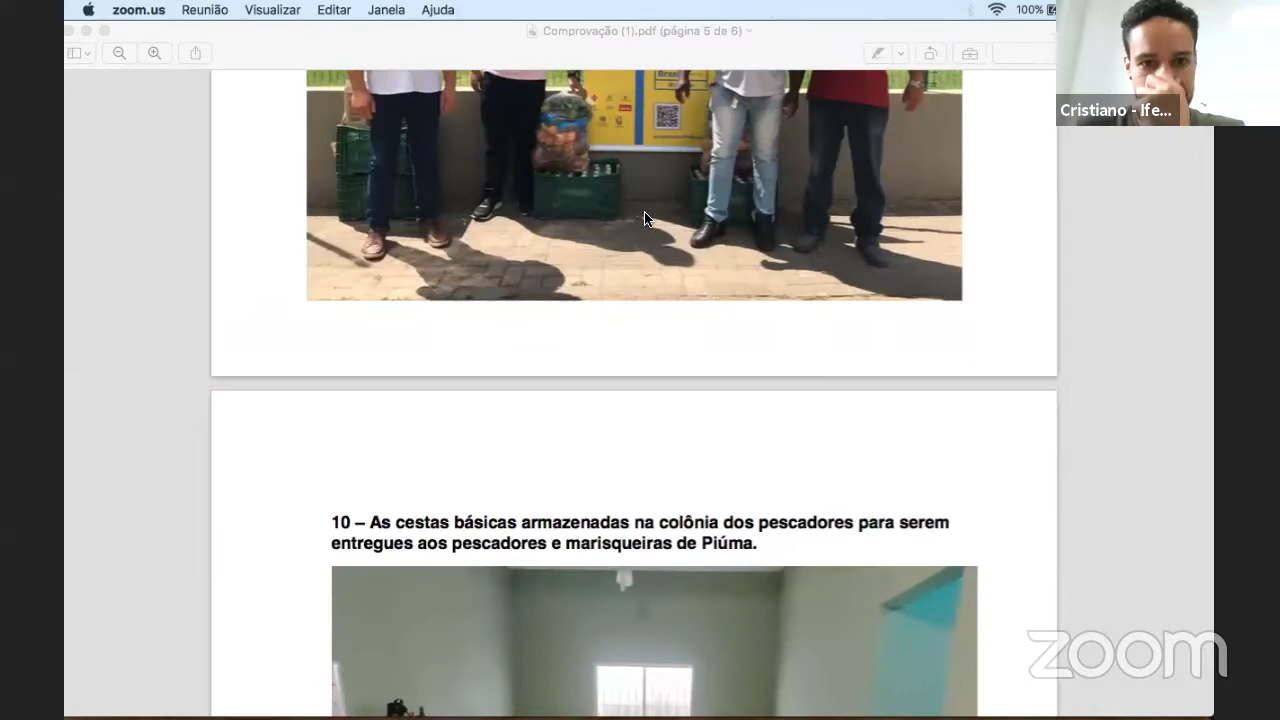 zoom.us Reunião Visualizar Editar Janela Ajuda 100%
Comprovação (1).pdf (página 5 de 6)
Cristiano - Ife...
10 – As cestas básicas armazenadas na colônia dos pescadores para serem
entregues aos pescadores e marisqueiras de Piúma.
zoom